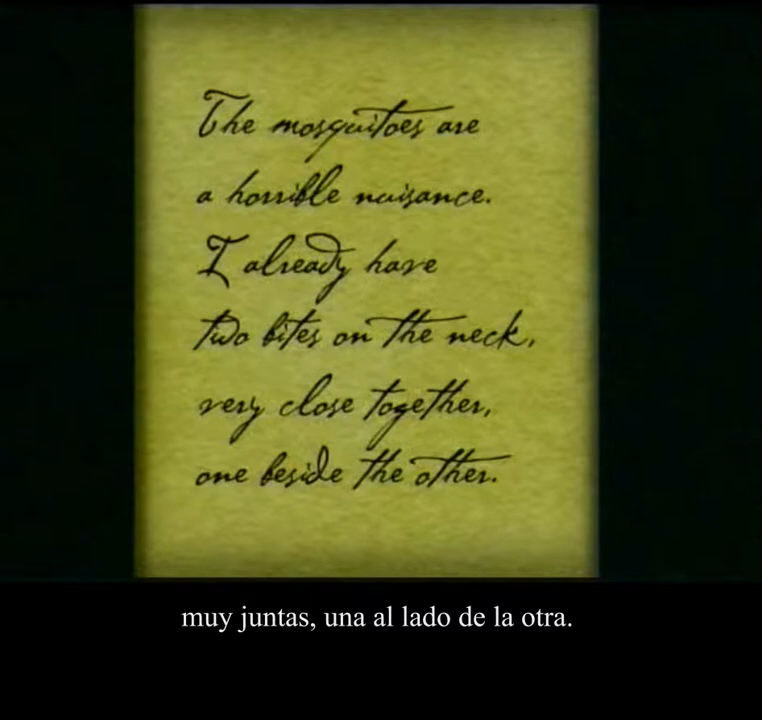 The mosquitoes are
a horrible nuisance.
I already have
two bites on the neck,
very close together,
one beside the other.
muy juntas, una al lado de la otra.